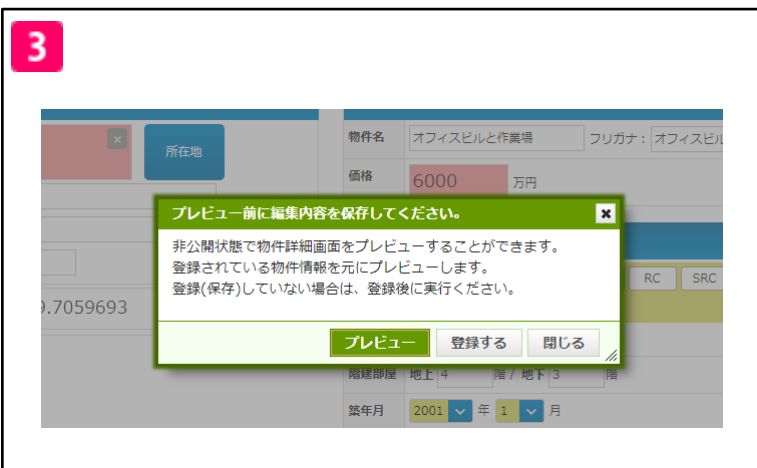 3
所在地
物件名 オフィスビルと作業場 フリガナ： オフィスビル
価格 6000 万円
プレビュー前に編集内容を保存してください。
非公開状態で物件詳細画面をプレビューすることができます。
登録されている物件情報を元にプレビューします。
登録(保存)していない場合は、登録後に実行ください。
RC SRC
9.7059693
プレビュー 登録する 閉じる
階建部屋 地上 4 階 / 地下 3 階
築年月 2001 年 1 月